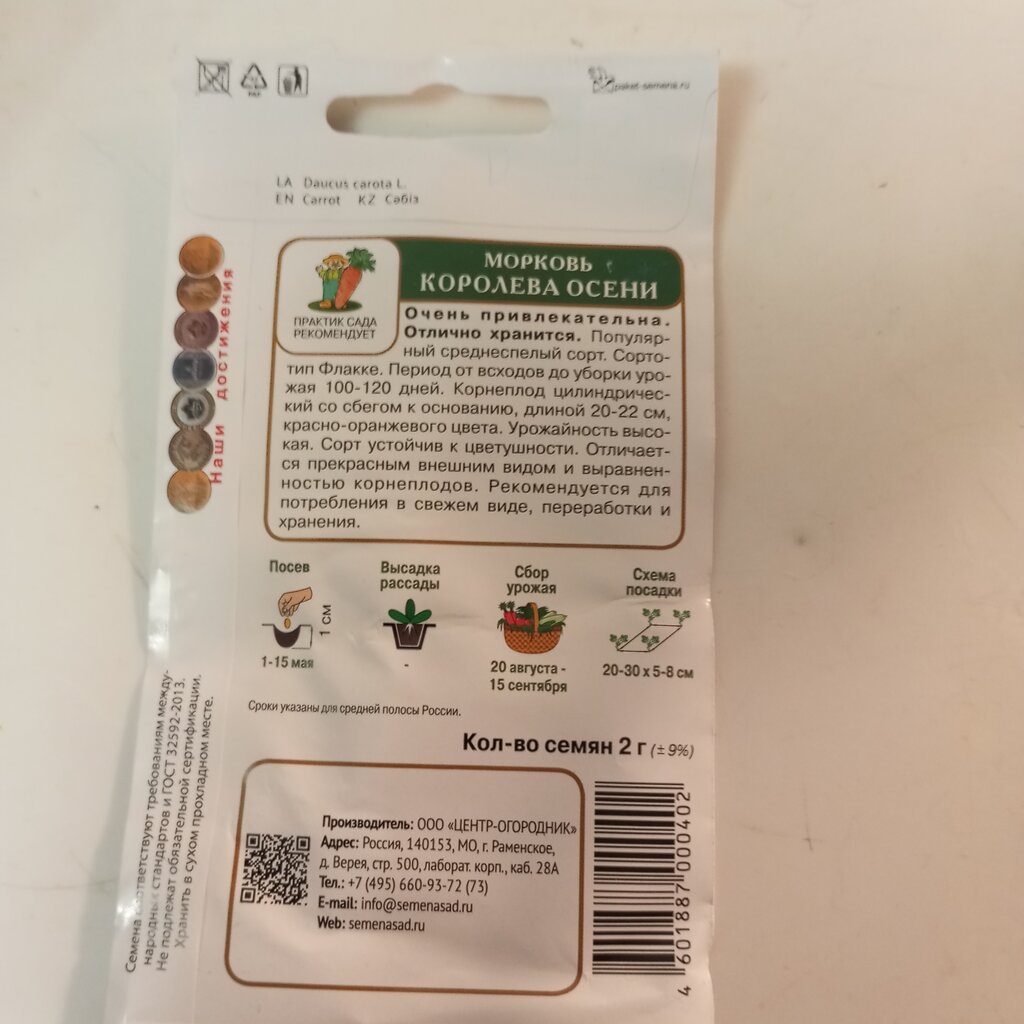 paket-semena.ru
LA Daucus carota L.
EN Carrot KZ Сәбіз
МОРКОВЬ
КОРОЛЕВА ОСЕНИ
ПРАКТИК САДА
РЕКОМЕНДУЕТ
Очень привлекательна.
Отлично хранится. Популяр-
ный среднеспелый сорт. Сорто-
тип Флакке. Период от всходов до уборки уро-
жая 100-120 дней. Корнеплод цилиндричес-
кий со сбегом к основанию, длиной 20-22 см,
красно-оранжевого цвета. Урожайность высо-
кая. Сорт устойчив к цветушности. Отличает-
ся прекрасным внешним видом и выравнен-
ностью корнеплодов. Рекомендуется для
потребления в свежем виде, переработки и
хранения.
Наши достижения
Посев
1 см
1-15 мая
Высадка
рассады
-
Сбор
урожая
20 августа -
15 сентября
Схема
посадки
20-30 x 5-8 см
Сроки указаны для средней полосы России.
Кол-во семян 2 г (±9%)
Семена соответствуют требованиям между-
народных стандартов и ГОСТ 32592-2013.
Не подлежат обязательной сертификации.
Хранить в сухом прохладном месте.
Производитель: ООО «ЦЕНТР-ОГОРОДНИК»
Адрес: Россия, 140153, МО, г. Раменское,
д. Верея, стр. 500, лаборат. корп., каб. 28А
Тел.: +7 (495) 660-93-72 (73)
E-mail: info@semenasad.ru
Web: semenasad.ru
4 601887 000402